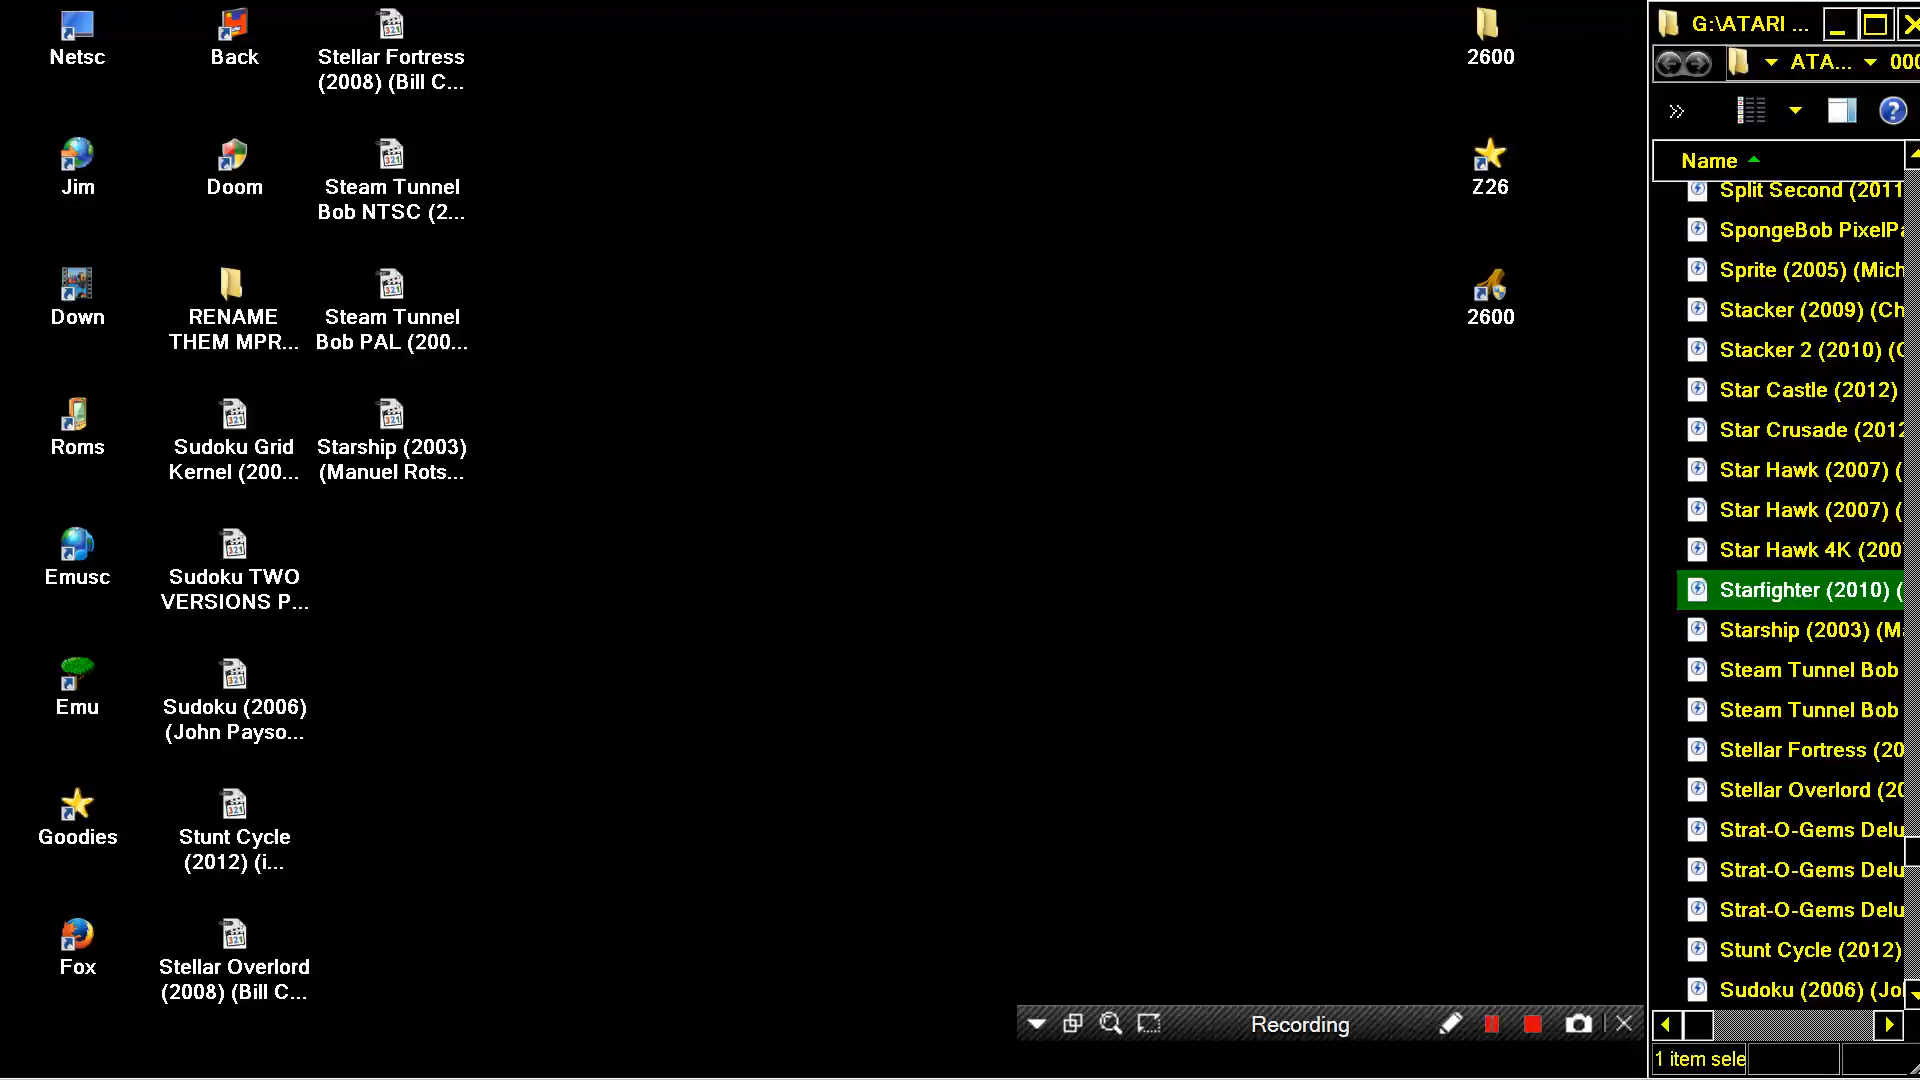 Netsc
Back
Stellar Fortress
(2008) (Bill C...
2600
Jim
Doom
Steam Tunnel
Bob NTSC (2...
Z26
Down
RENAME
THEM MPR...
Steam Tunnel
Bob PAL (200...
2600
Roms
Sudoku Grid
Kernel (200...
Starship (2003)
(Manuel Rots...
Emusc
Sudoku TWO
VERSIONS P...
Emu
Sudoku (2006)
(John Payso...
Goodies
Stunt Cycle
(2012) (i...
Fox
Stellar Overlord
(2008) (Bill C...
Recording
G:\ATARI ...
ATA... 000
Name
Split Second (2011
SpongeBob PixelPa
Sprite (2005) (Mich
Stacker (2009) (Ch
Stacker 2 (2010) (C
Star Castle (2012)
Star Crusade (2012
Star Hawk (2007) (
Star Hawk (2007) (
Star Hawk 4K (200
Starfighter (2010) (
Starship (2003) (M
Steam Tunnel Bob
Steam Tunnel Bob
Stellar Fortress (20
Stellar Overlord (20
Strat-O-Gems Delu
Strat-O-Gems Delu
Strat-O-Gems Delu
Stunt Cycle (2012)
Sudoku (2006) (Jo
1 item sele